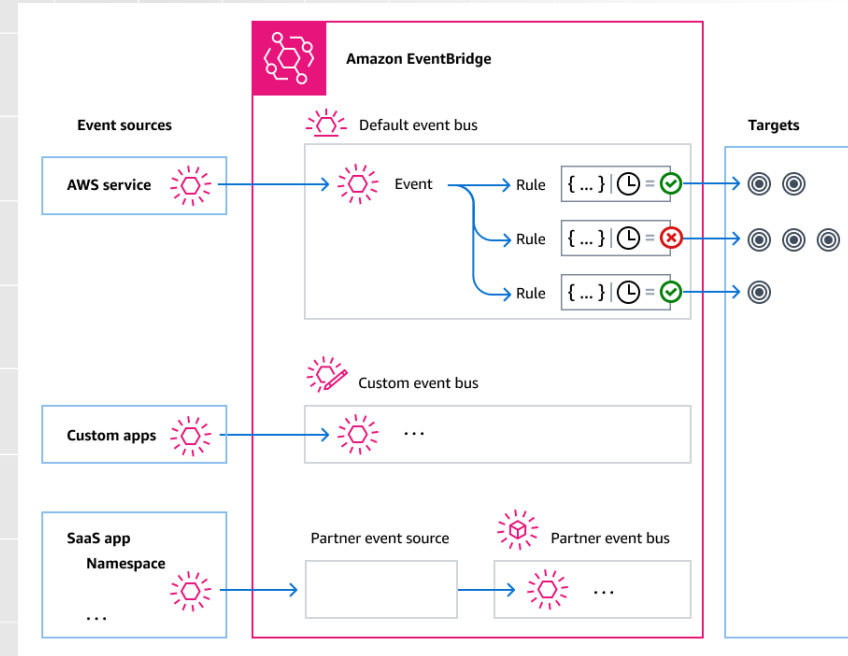 Amazon EventBridge
Event sources
Default event bus
Targets
AWS service
Event
Rule
{ ... } | =
Rule
{ ... } | =
Rule
{ ... } | =
Custom event bus
Custom apps
...
SaaS app
Namespace
...
Partner event source
Partner event bus
...